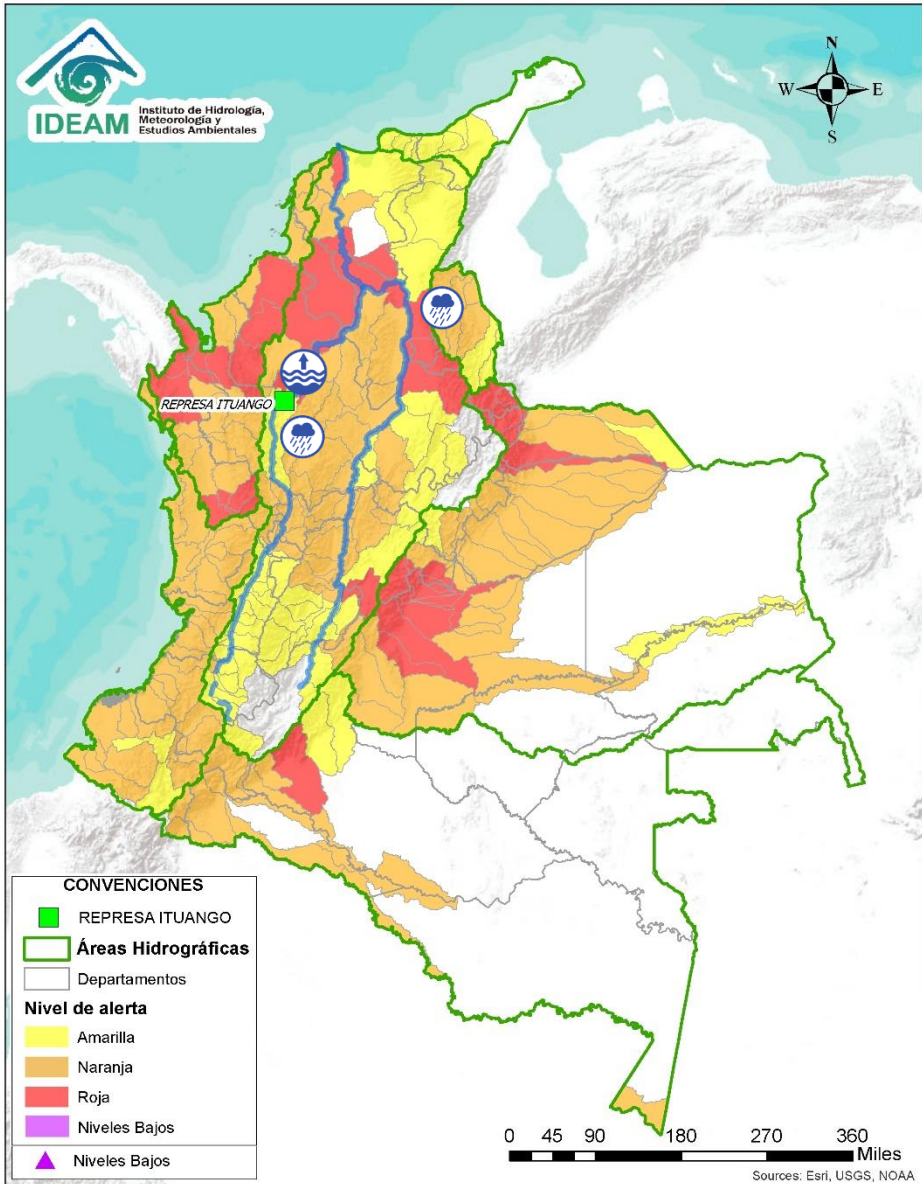 IDEAM
Instituto de Hidrología,
Meteorología y
Estudios Ambientales
N
W
E
S
REPRESA ITUANGO
CONVENCIONES
REPRESA ITUANGO
Áreas Hidrográficas
Departamentos
Nivel de alerta
Amarilla
Naranja
Roja
Niveles Bajos
Niveles Bajos
0 45 90 180 270 360
Miles
Sources: Esri, USGS, NOAA